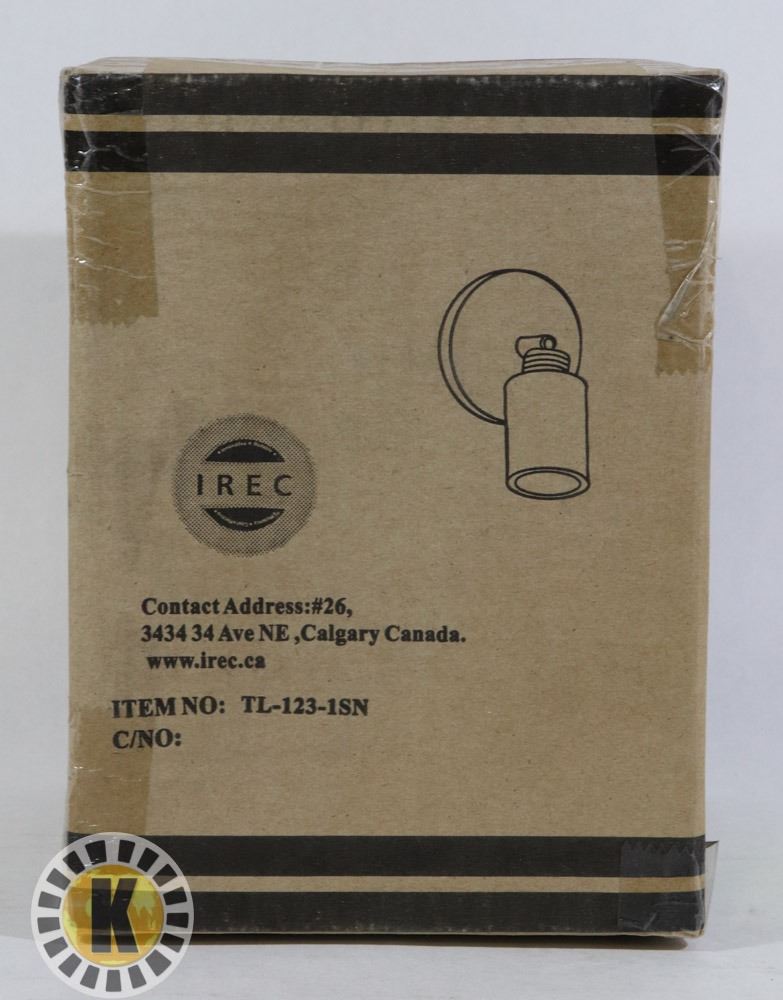 IREC
Contact Address:#26,
3434 34 Ave NE ,Calgary Canada.
www.irec.ca
ITEM NO: TL-123-1SN
C/NO:
K